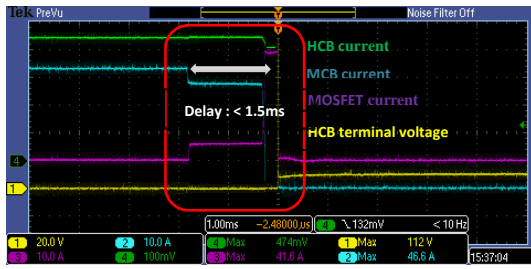 Tek PreVu
Noise Filter Off
HCB current
MCB current
MOSFET current
Delay : < 1.5ms
HCB terminal voltage
4
1
1.00ms -2.48000µs
4 132mV < 10 Hz
1 20.0 V 2 10.0 A 4 Max 474mV 1 Max 112 V
3 10.0 A 4 100mV 3 Max 41.6 A 2 Max 46.6 A 15:37:04